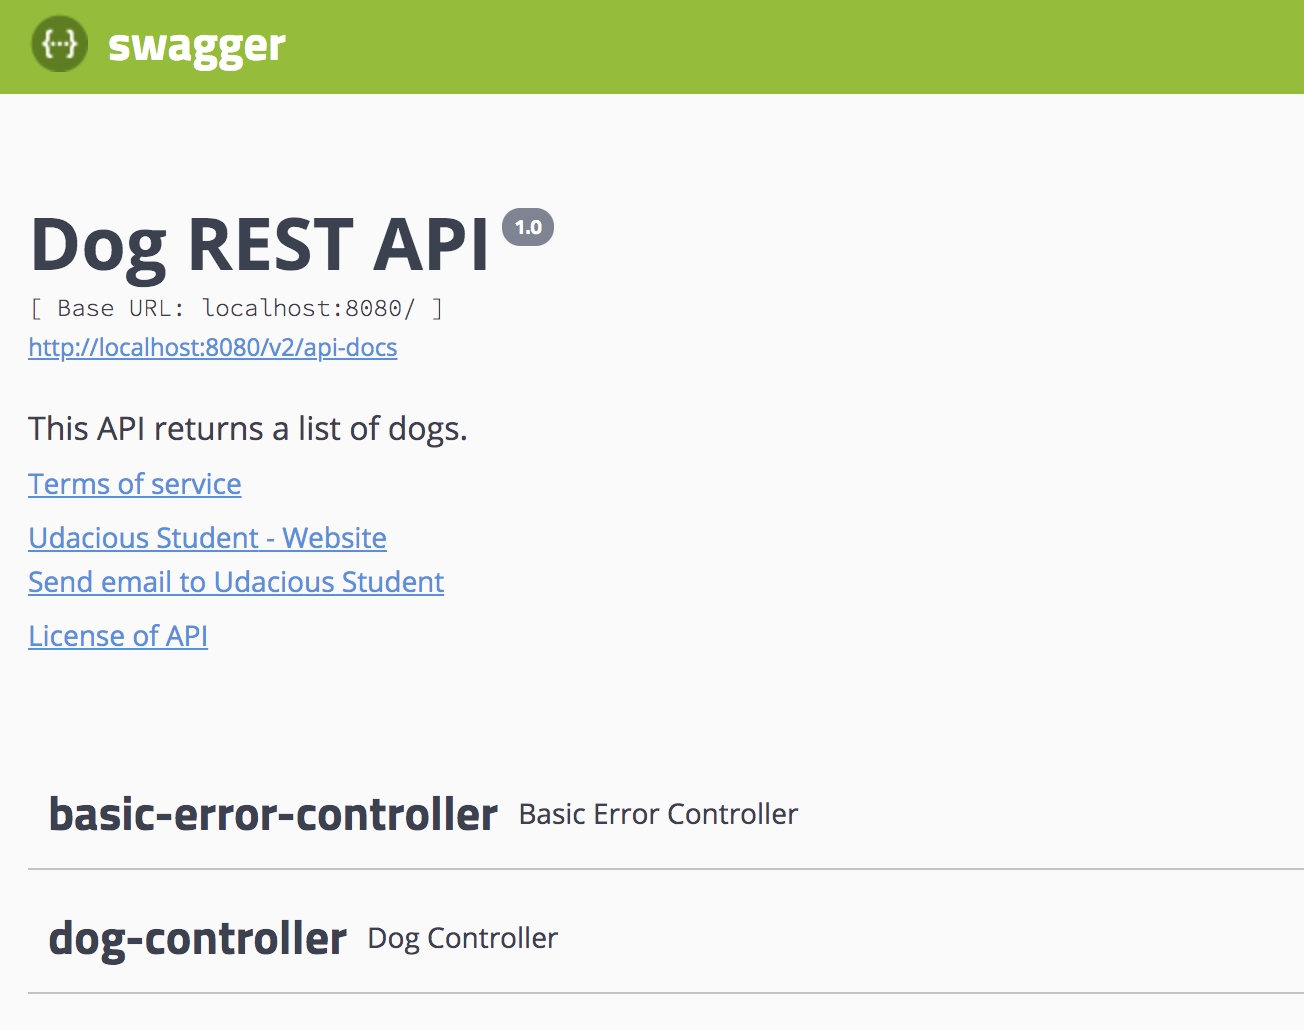 {···} swagger
Dog REST API 1.0
[ Base URL: localhost:8080/ ]
http://localhost:8080/v2/api-docs
This API returns a list of dogs.
Terms of service
Udacious Student - Website
Send email to Udacious Student
License of API
basic-error-controller Basic Error Controller
dog-controller Dog Controller